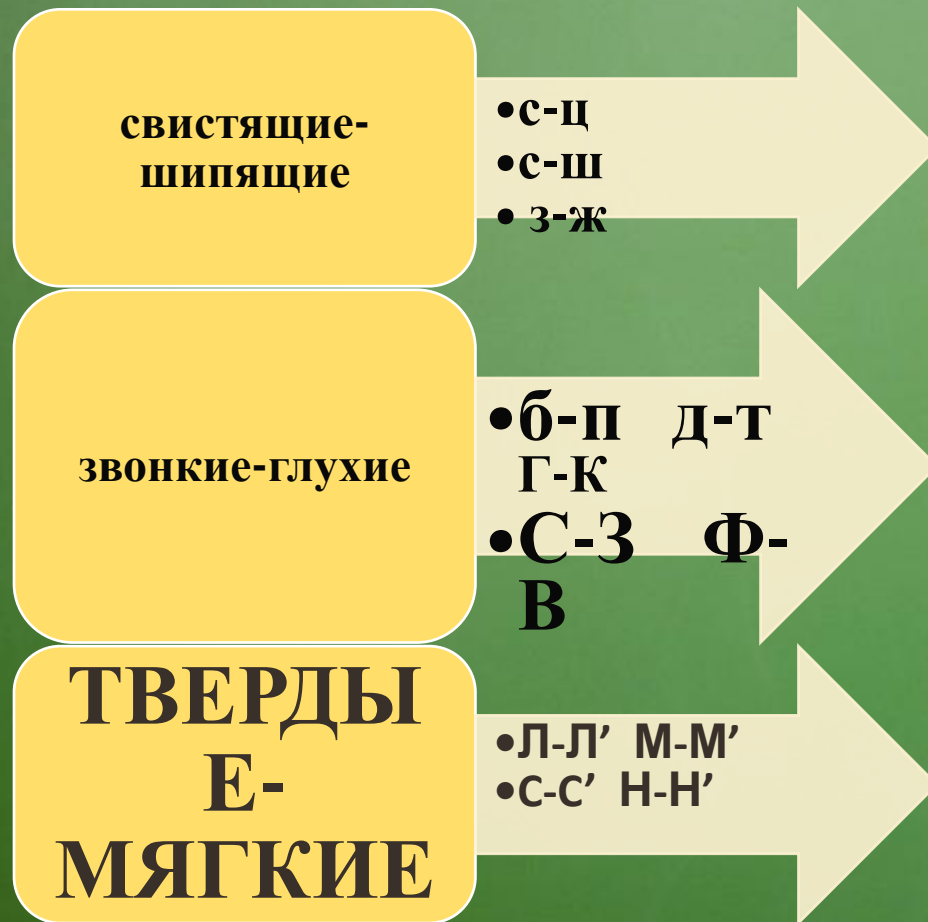 свистящие-
шипящие
•с-ц
•с-ш
• з-ж
звонкие-глухие
•б-п д-т
Г-К
•С-З Ф-
В
ТВЕРДЫ
Е-
МЯГКИЕ
•Л-Л’ М-М’
•С-С’ Н-Н’